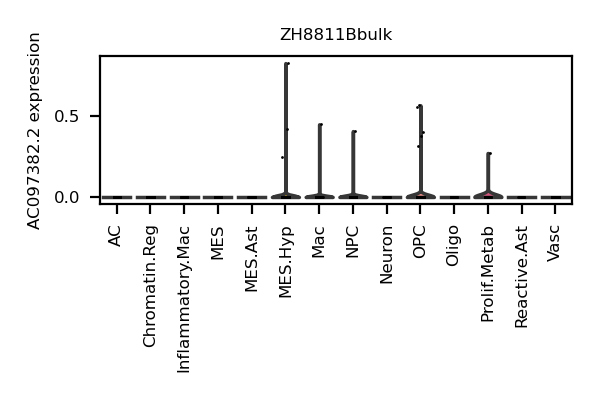 ZH8811Bbulk
AC097382.2 expression
0.5
0.0
AC
Chromatin.Reg
Inflammatory.Mac
MES
MES.Ast
MES.Hyp
Mac
NPC
Neuron
OPC
Oligo
Prolif.Metab
Reactive.Ast
Vasc